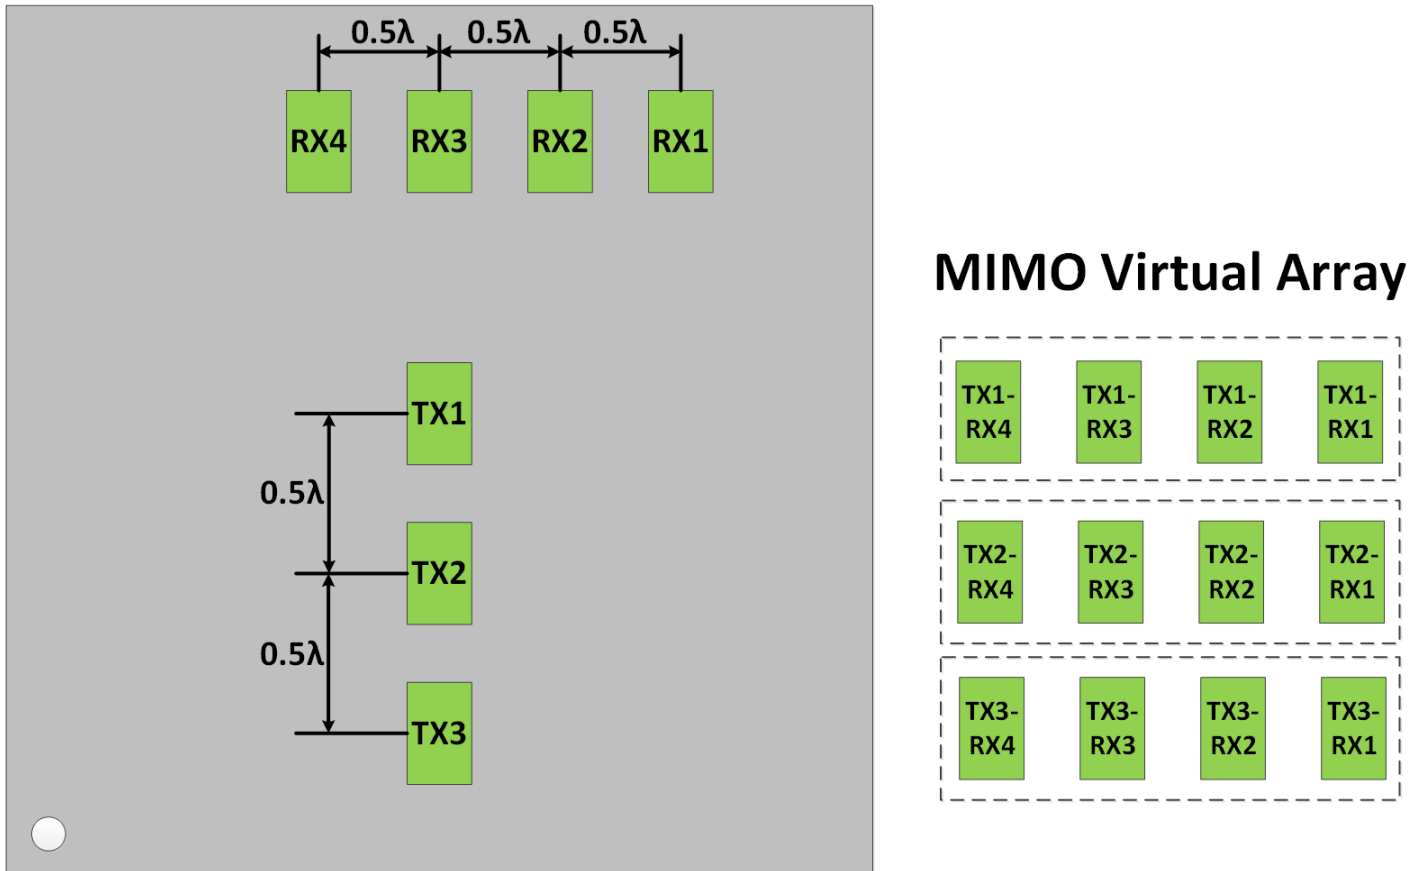 0.5λ 0.5λ 0.5λ
RX4 RX3 RX2 RX1
TX1
0.5λ
TX2
0.5λ
TX3
MIMO Virtual Array
TX1- TX1- TX1- TX1-
RX4 RX3 RX2 RX1
TX2- TX2- TX2- TX2-
RX4 RX3 RX2 RX1
TX3- TX3- TX3- TX3-
RX4 RX3 RX2 RX1